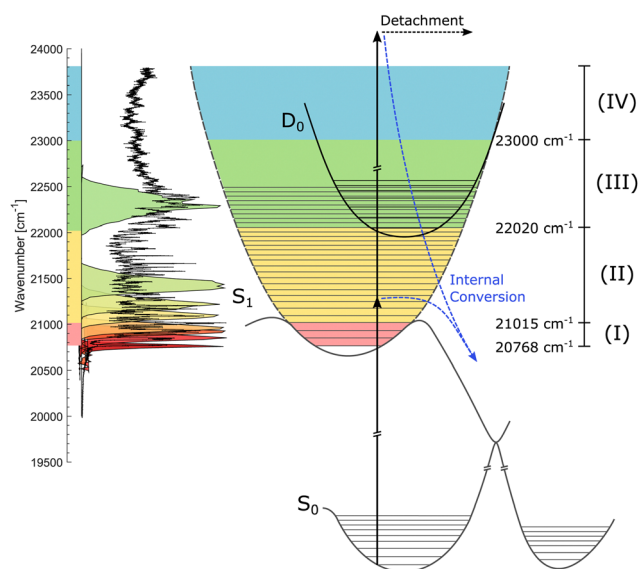 Detachment
24000
23500
23000
22500
22000
21500
21000
20500
20000
19500
Wavenumber [cm⁻¹]
D₀
S₁
S₀
Internal
Conversion
23000 cm⁻¹
22020 cm⁻¹
21015 cm⁻¹
20768 cm⁻¹
(IV)
(III)
(II)
(I)